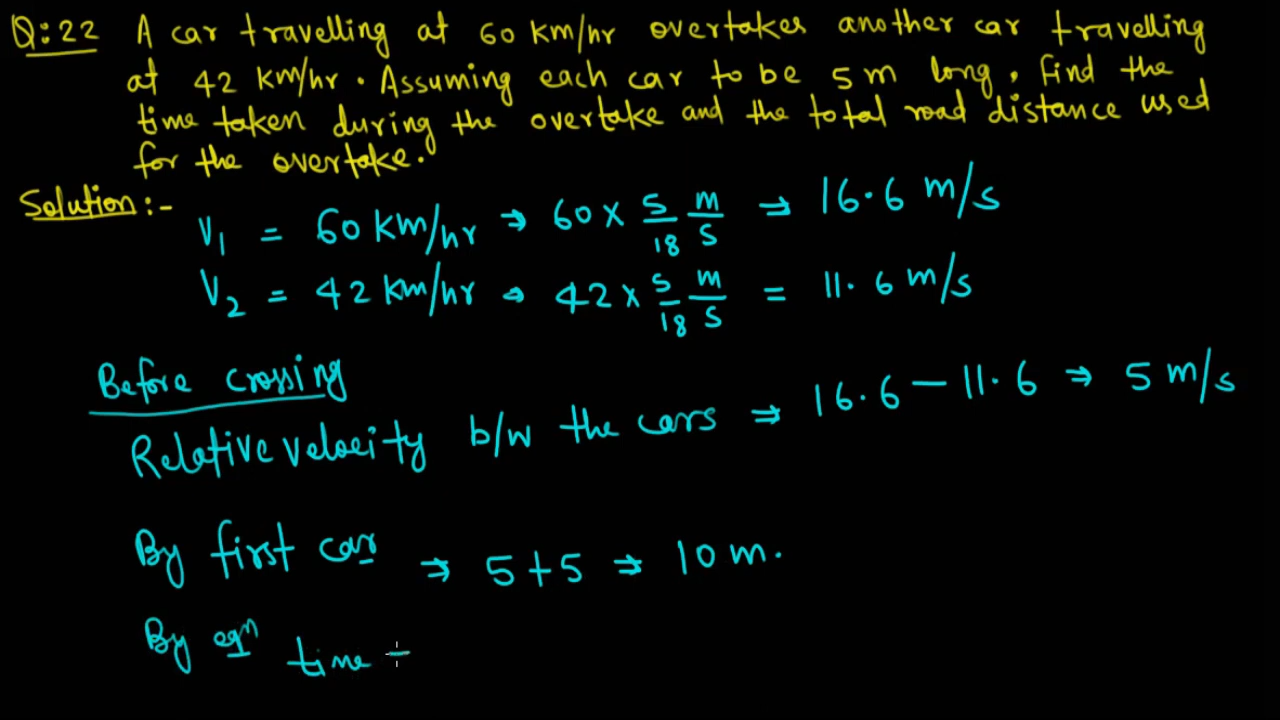 Q:22 A car travelling at 60 km/hr overtakes another car travelling
at 42 km/hr. Assuming each car to be 5 m long. Find the
time taken during the overtake and the total road distance used
for the overtake.
Solution:-
V₁ = 60 km/hr ⇒ 60 × 5/18 m/s ⇒ 16.6 m/s
V₂ = 42 km/hr ⇒ 42 × 5/18 m/s = 11.6 m/s
Before crossing
Relative velocity b/w the cars ⇒ 16.6 − 11.6 ⇒ 5 m/s
By first car ⇒ 5+5 ⇒ 10 m.
By eqⁿ time